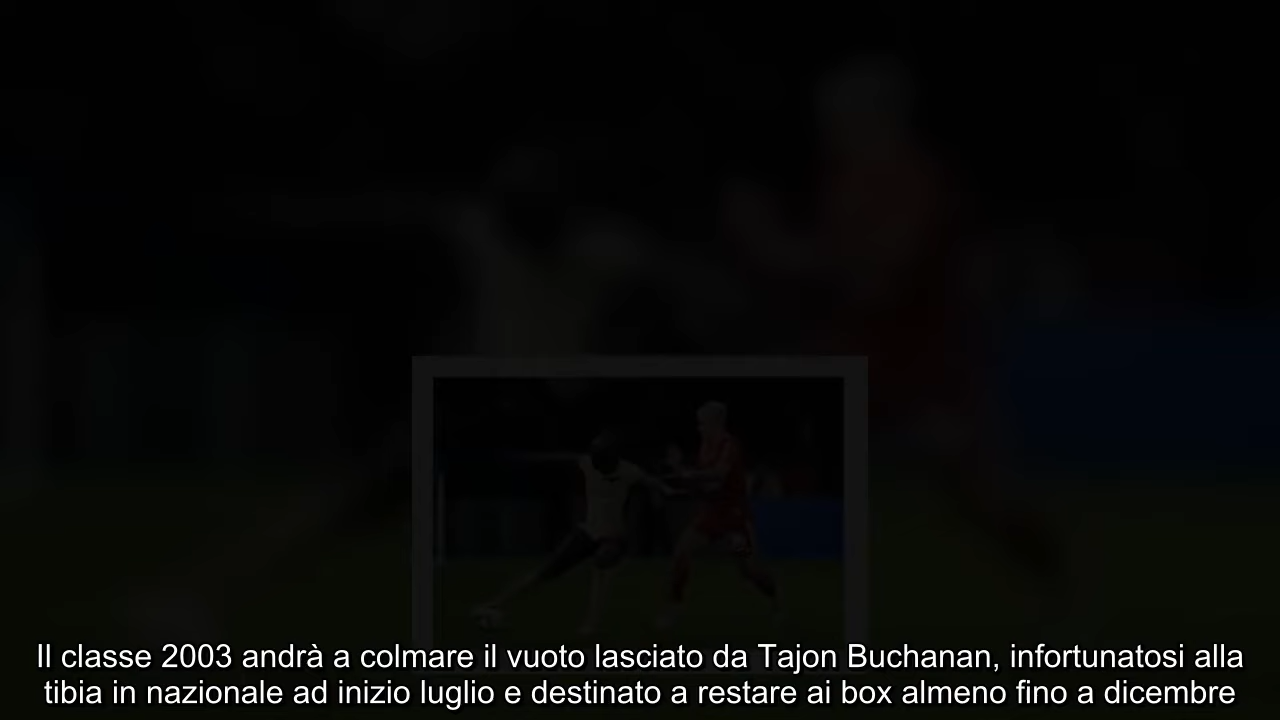 Il classe 2003 andrà a colmare il vuoto lasciato da Tajon Buchanan, infortunatosi alla
tibia in nazionale ad inizio luglio e destinato a restare ai box almeno fino a dicembre